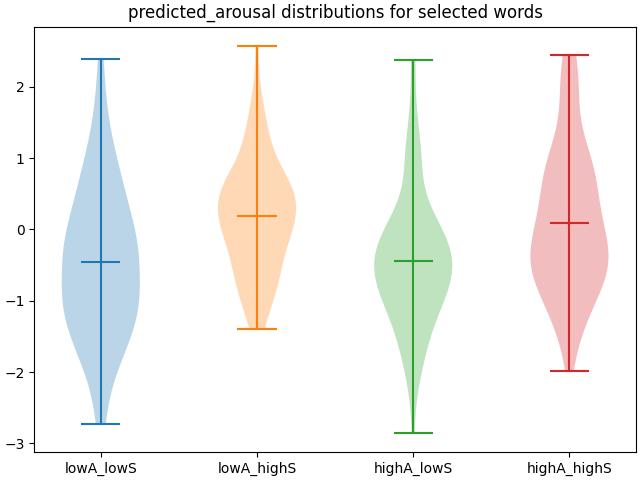 predicted_arousal distributions for selected words
2
1
0
−1
−2
−3
lowA_lowS
lowA_highS
highA_lowS
highA_highS